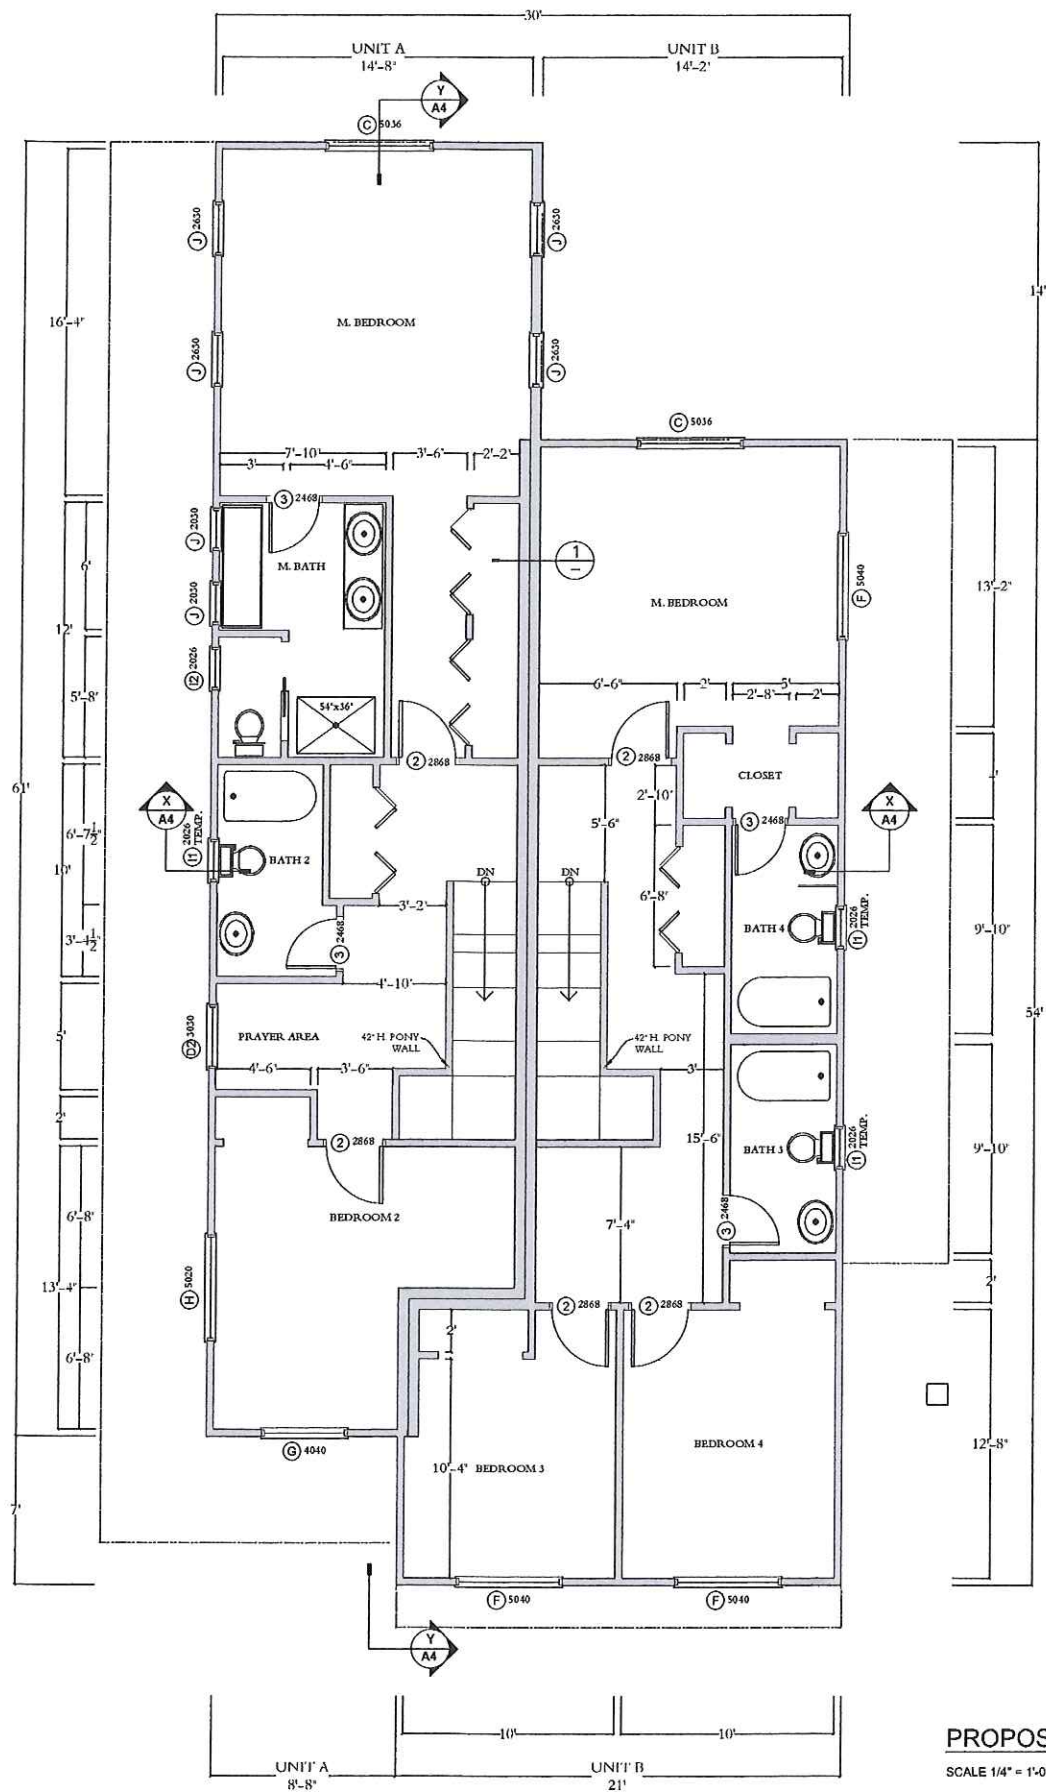 30'
UNIT A
14'-8"
UNIT B
14'-2"
Y
A4
C 5036
J 2630
J 2630
J 2630
J 2630
M. BEDROOM
16'-4"
14'
61'
7'-10"
3'-6"
2'-2"
3'
4'-6"
C 5036
3 2468
J 2030
M. BATH
1
6'
J 2030
12'
5'-8"
I2 2026
54"x36"
M. BEDROOM
F 5040
13'-2"
6'-6"
2'
5'
2'-8"
2'
2 2868
2 2868
CLOSET
2'-10"
5'-6"
X
A4
X
A4
6'-7 1/2"
10'
3'-4 1/2"
I1 2026
TEMP.
BATH 2
DN
DN
3 2468
6'-8"
3'-2"
3 2468
BATH 4
I1 2026
TEMP.
9'-10"
4'-10"
54'
5'
D2 3030
PRAYER AREA
42" H. PONY
WALL
42" H. PONY
WALL
4'-6"
3'-6"
3'
2'
2 2868
15'-6"
BATH 3
I1 2026
TEMP.
9'-10"
6'-8"
BEDROOM 2
7'-4"
3 2468
13'-4"
H 5020
2'
2 2868
2 2868
2'
6'-8"
G 4040
BEDROOM 4
12'-8"
10'-4"
BEDROOM 3
7'
F 5040
F 5040
Y
A4
10'
10'
UNIT A
8'-8"
UNIT B
21'
PROPOS
SCALE 1/4" = 1'-0